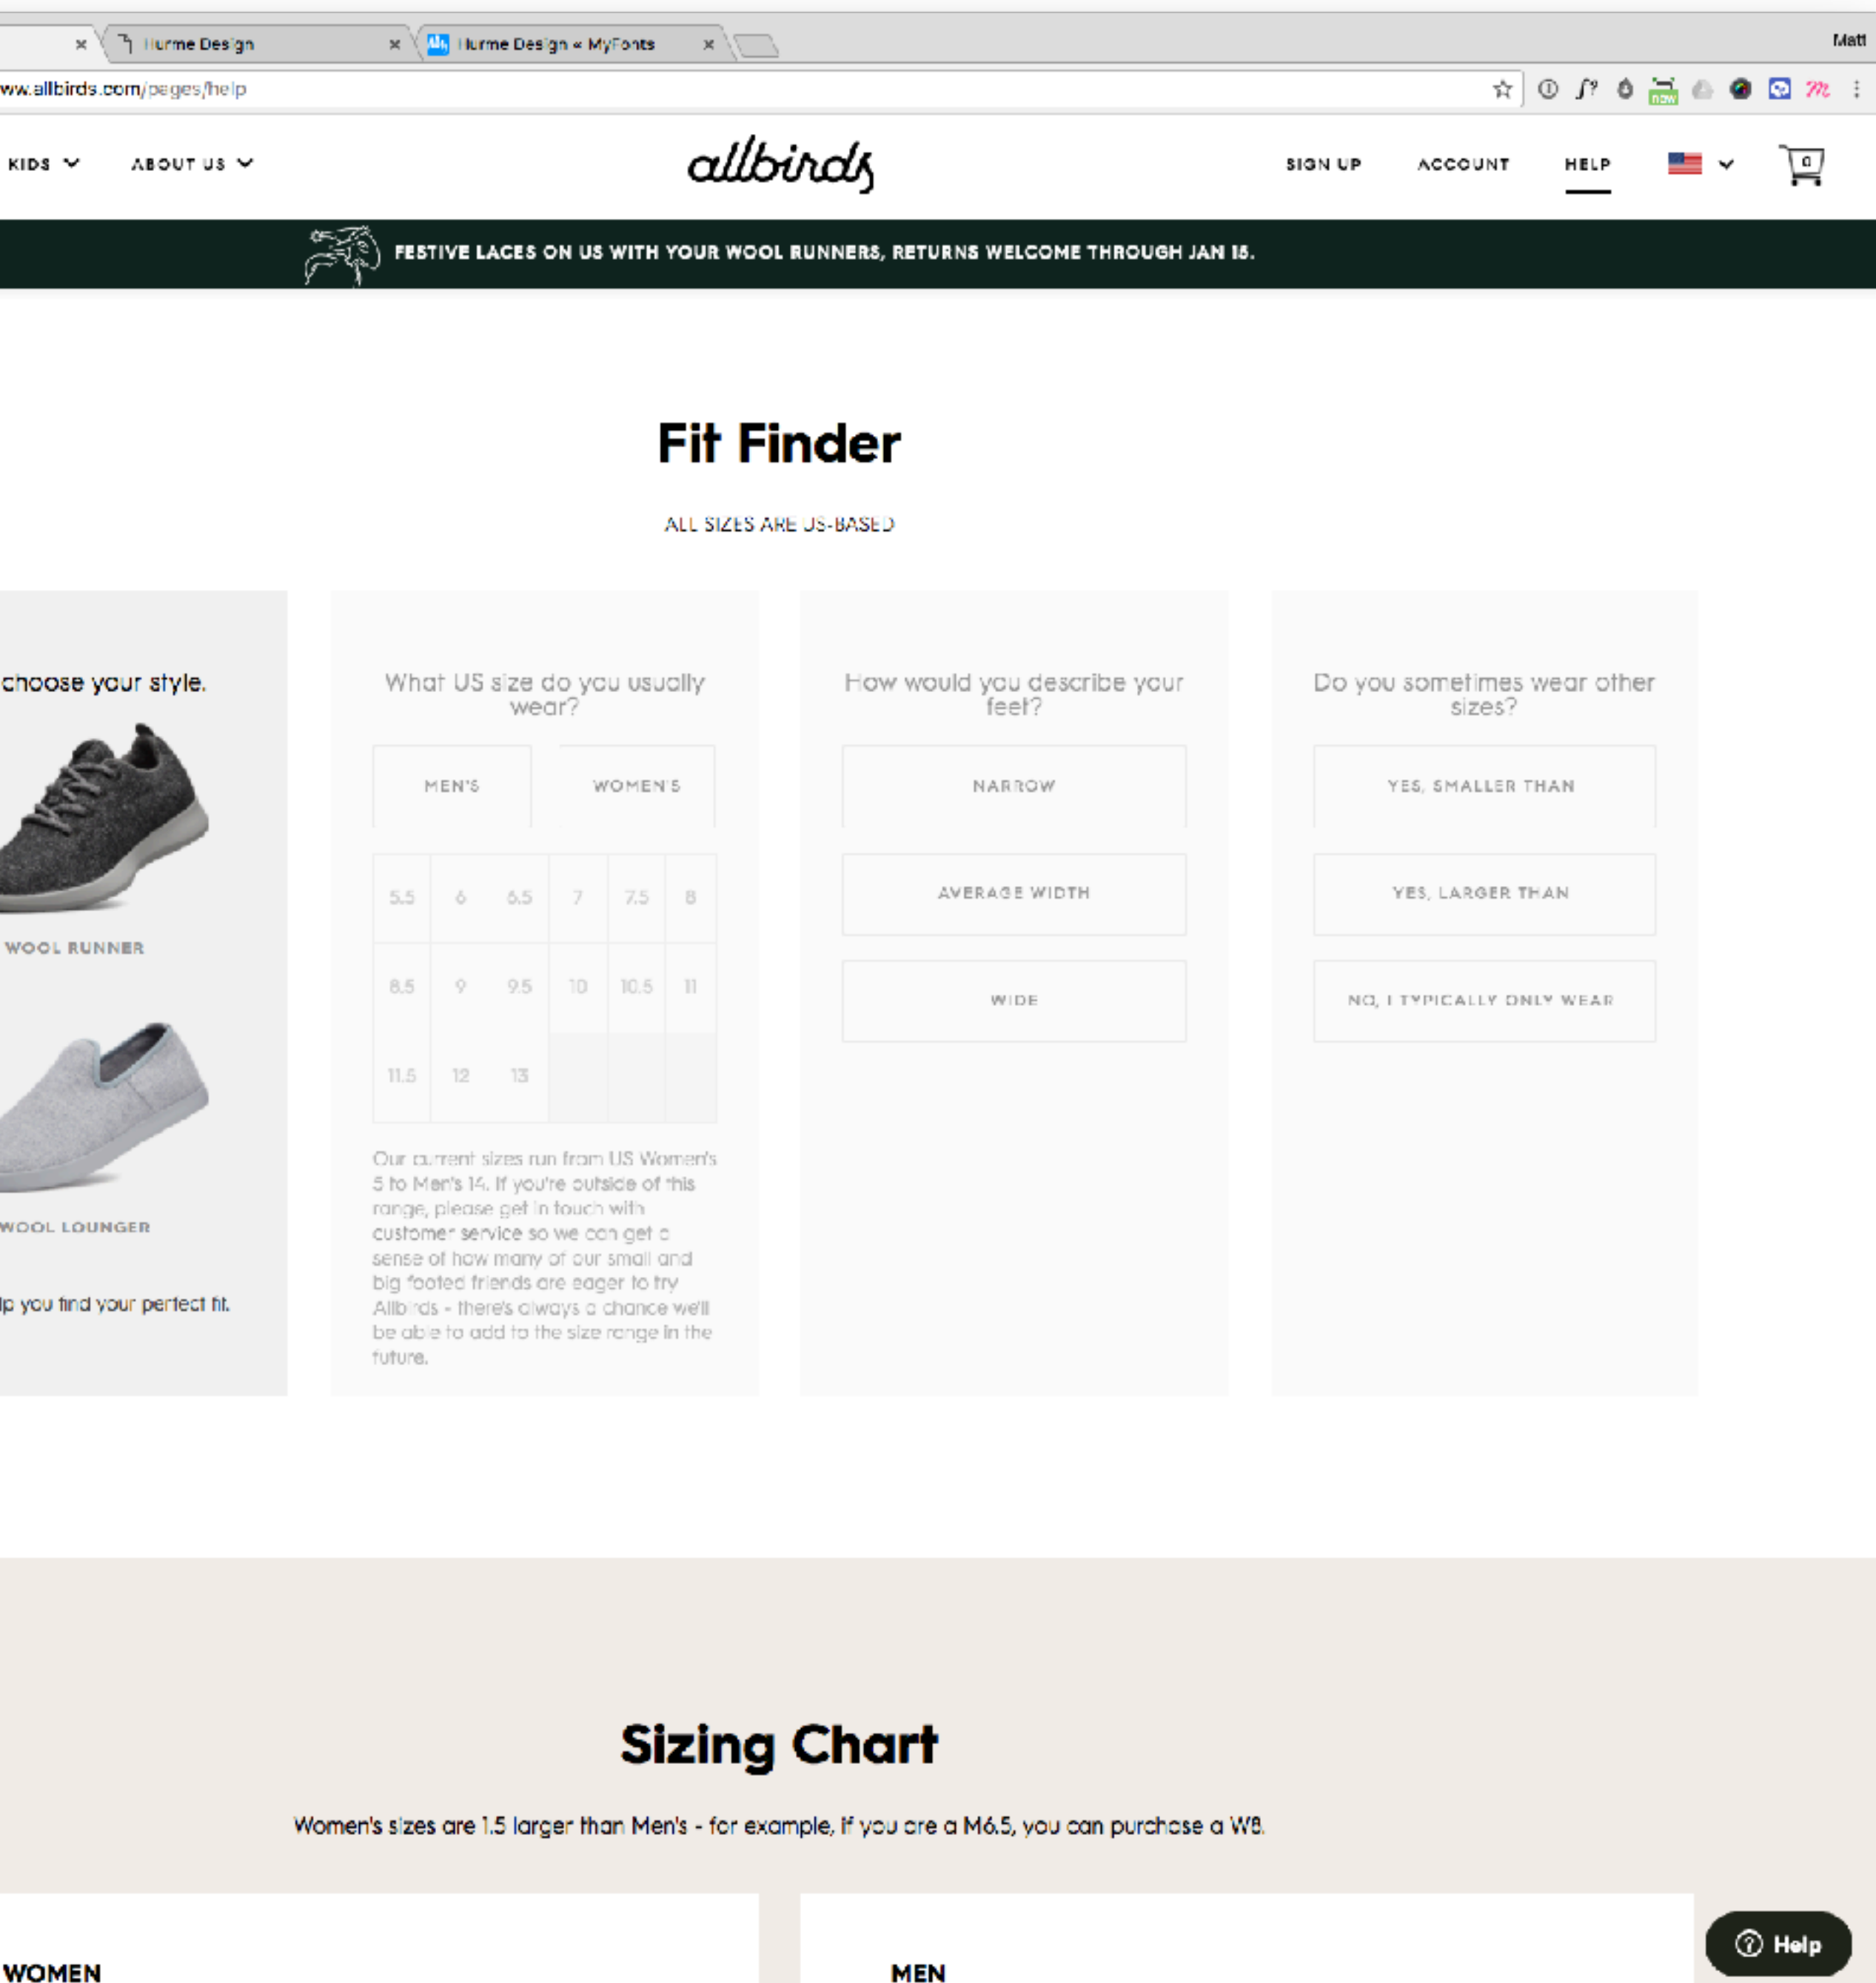 Hurme Design
Hurme Design « MyFonts
Matt
ww.allbirds.com/pages/help
f?
new
KIDS
ABOUT US
allbirds
SIGN UP
ACCOUNT
HELP
0
FESTIVE LACES ON US WITH YOUR WOOL RUNNERS, RETURNS WELCOME THROUGH JAN 15.
Fit Finder
ALL SIZES ARE US-BASED
choose your style.
WOOL RUNNER
WOOL LOUNGER
lp you find your perfect fit.
What US size do you usually
wear?
MEN'S
WOMEN'S
5.5 6 6.5 7 7.5 8
8.5 9 9.5 10 10.5 11
11.5 12 13
Our current sizes run from US Women's
5 to Men's 14. If you're outside of this
range, please get in touch with
customer service so we can get a
sense of how many of our small and
big footed friends are eager to try
Allbirds - there's always a chance we'll
be able to add to the size range in the
future.
How would you describe your
feet?
NARROW
AVERAGE WIDTH
WIDE
Do you sometimes wear other
sizes?
YES, SMALLER THAN
YES, LARGER THAN
NO, I TYPICALLY ONLY WEAR
Sizing Chart
Women's sizes are 1.5 larger than Men's - for example, if you are a M6.5, you can purchase a W8.
WOMEN
MEN
Help